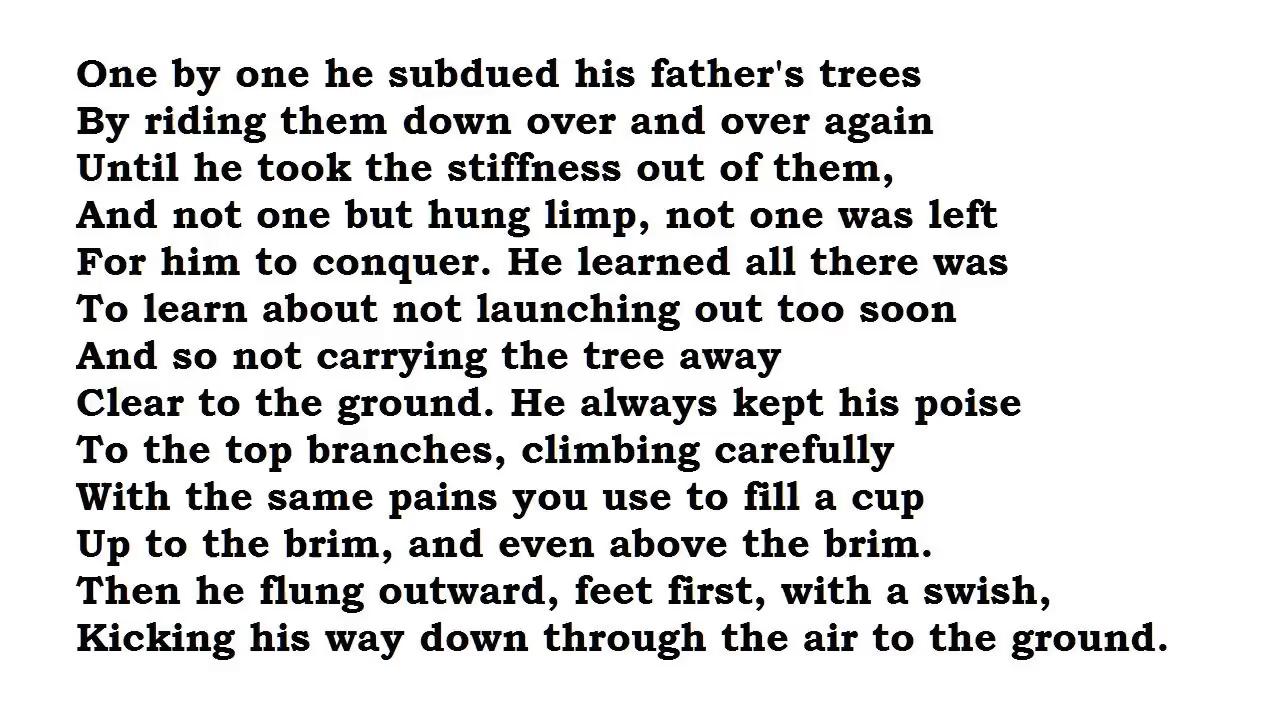 One by one he subdued his father's trees
By riding them down over and over again
Until he took the stiffness out of them,
And not one but hung limp, not one was left
For him to conquer. He learned all there was
To learn about not launching out too soon
And so not carrying the tree away
Clear to the ground. He always kept his poise
To the top branches, climbing carefully
With the same pains you use to fill a cup
Up to the brim, and even above the brim.
Then he flung outward, feet first, with a swish,
Kicking his way down through the air to the ground.